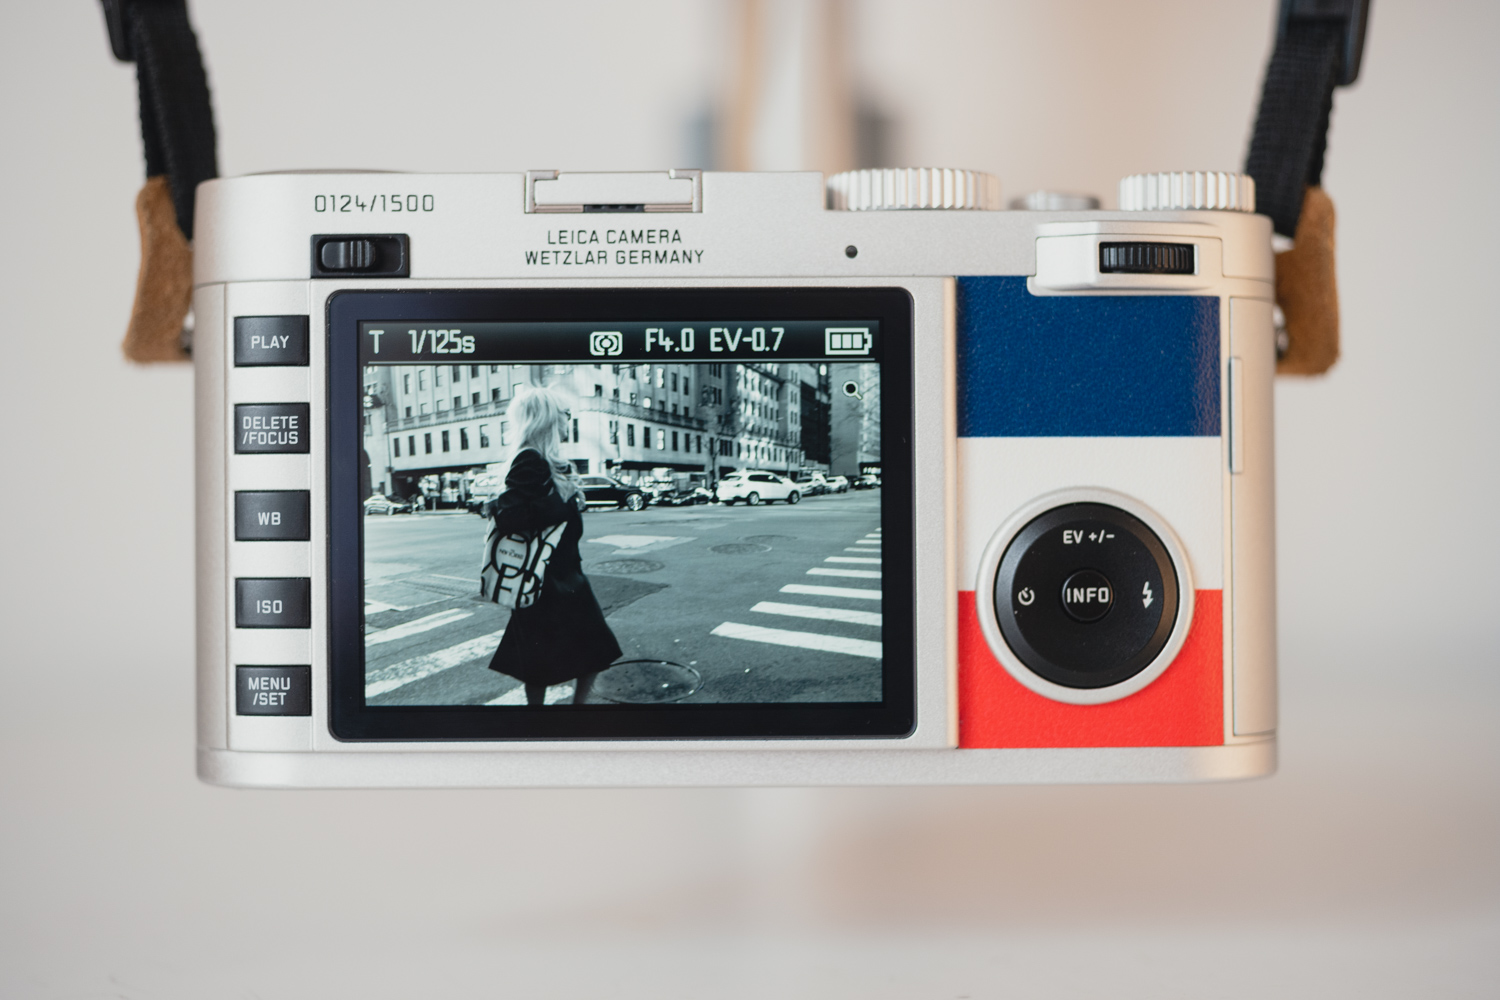 0124/1500
LEICA CAMERA
WETZLAR GERMANY
T 1/125s F4.0 EV-0.7
PLAY
DELETE
/FOCUS
WB
ISO
MENU
/SET
EV +/-
INFO